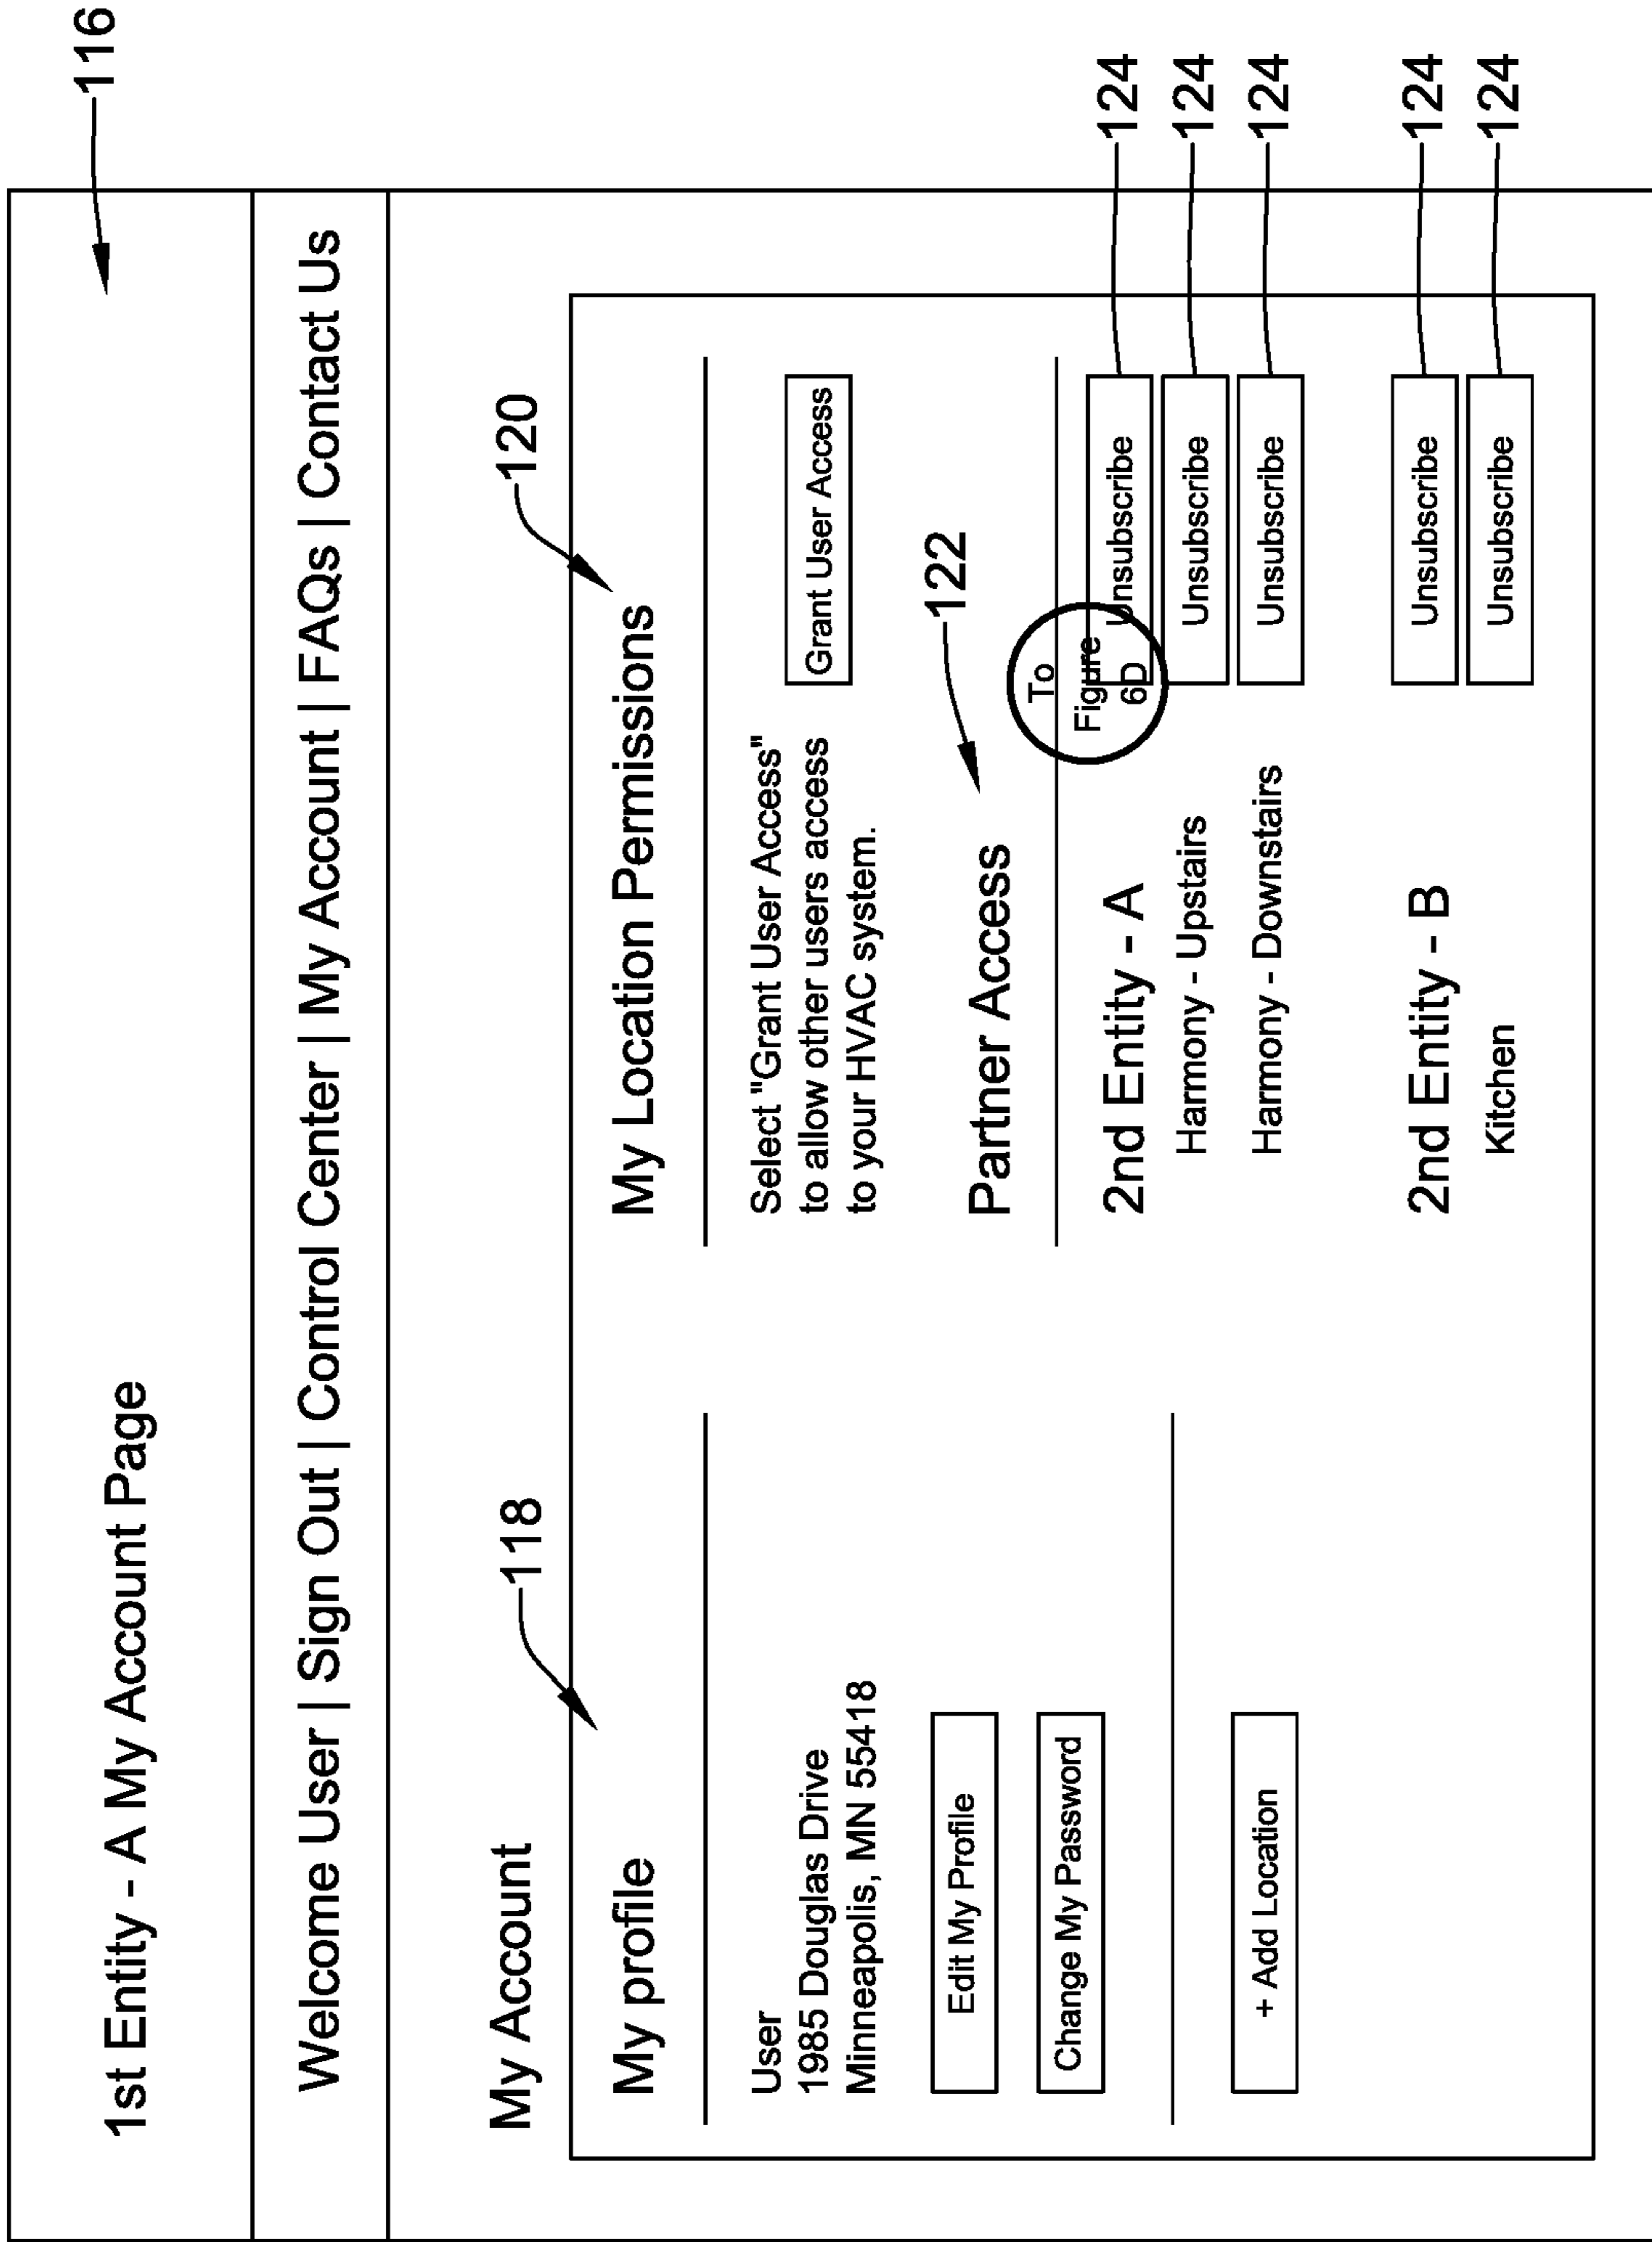 1st Entity - A My Account Page
116
Welcome User | Sign Out | Control Center | My Account | FAQs | Contact Us
My Account
118
120
My profile
User
1985 Douglas Drive
Minneapolis, MN 55418
Edit My Profile
Change My Password
+ Add Location
My Location Permissions
Select "Grant User Access"
to allow other users access
to your HVAC system.
Grant User Access
122
Partner Access
To
Figure
6D
2nd Entity - A
Unsubscribe
124
Harmony - Upstairs
Unsubscribe
124
Harmony - Downstairs
Unsubscribe
124
2nd Entity - B
Unsubscribe
124
Kitchen
Unsubscribe
124